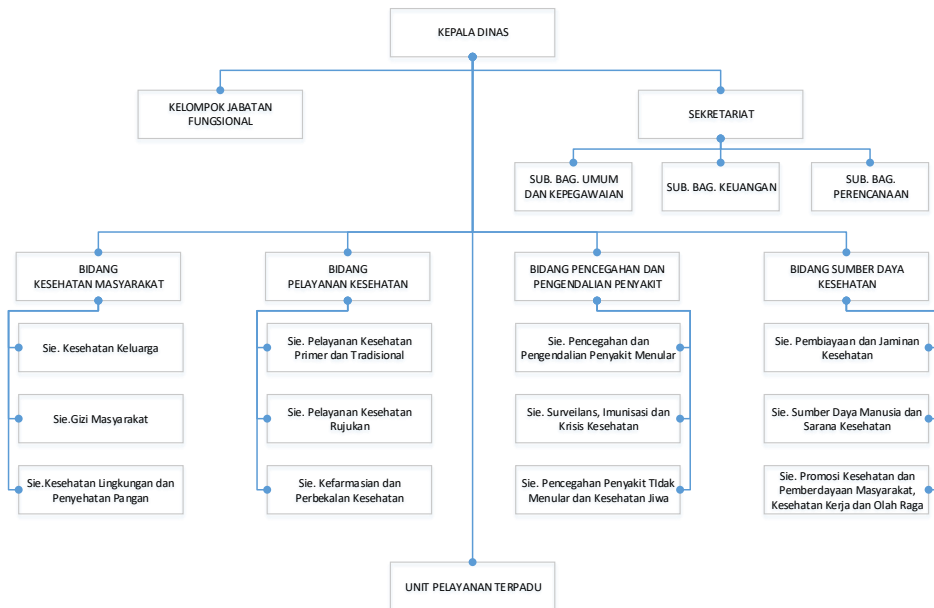 KEPALA DINAS
KELOMPOK JABATAN
FUNGSIONAL
SEKRETARIAT
SUB. BAG. UMUM
DAN KEPEGAWAIAN
SUB. BAG. KEUANGAN
SUB. BAG.
PERENCANAAN
BIDANG
KESEHATAN MASYARAKAT
BIDANG
PELAYANAN KESEHATAN
BIDANG PENCEGAHAN DAN
PENGENDALIAN PENYAKIT
BIDANG SUMBER DAYA
KESEHATAN
Sie. Kesehatan Keluarga
Sie. Pelayanan Kesehatan
Primer dan Tradisional
Sie. Pencegahan dan
Pengendalian Penyakit Menular
Sie. Pembiayaan dan Jaminan
Kesehatan
Sie.Gizi Masyarakat
Sie. Pelayanan Kesehatan
Rujukan
Sie. Surveilans, Imunisasi dan
Krisis Kesehatan
Sie. Sumber Daya Manusia dan
Sarana Kesehatan
Sie.Kesehatan Lingkungan dan
Penyehatan Pangan
Sie. Kefarmasian dan
Perbekalan Kesehatan
Sie. Pencegahan Penyakit TIdak
Menular dan Kesehatan Jiwa
Sie. Promosi Kesehatan dan
Pemberdayaan Masyarakat,
Kesehatan Kerja dan Olah Raga
UNIT PELAYANAN TERPADU